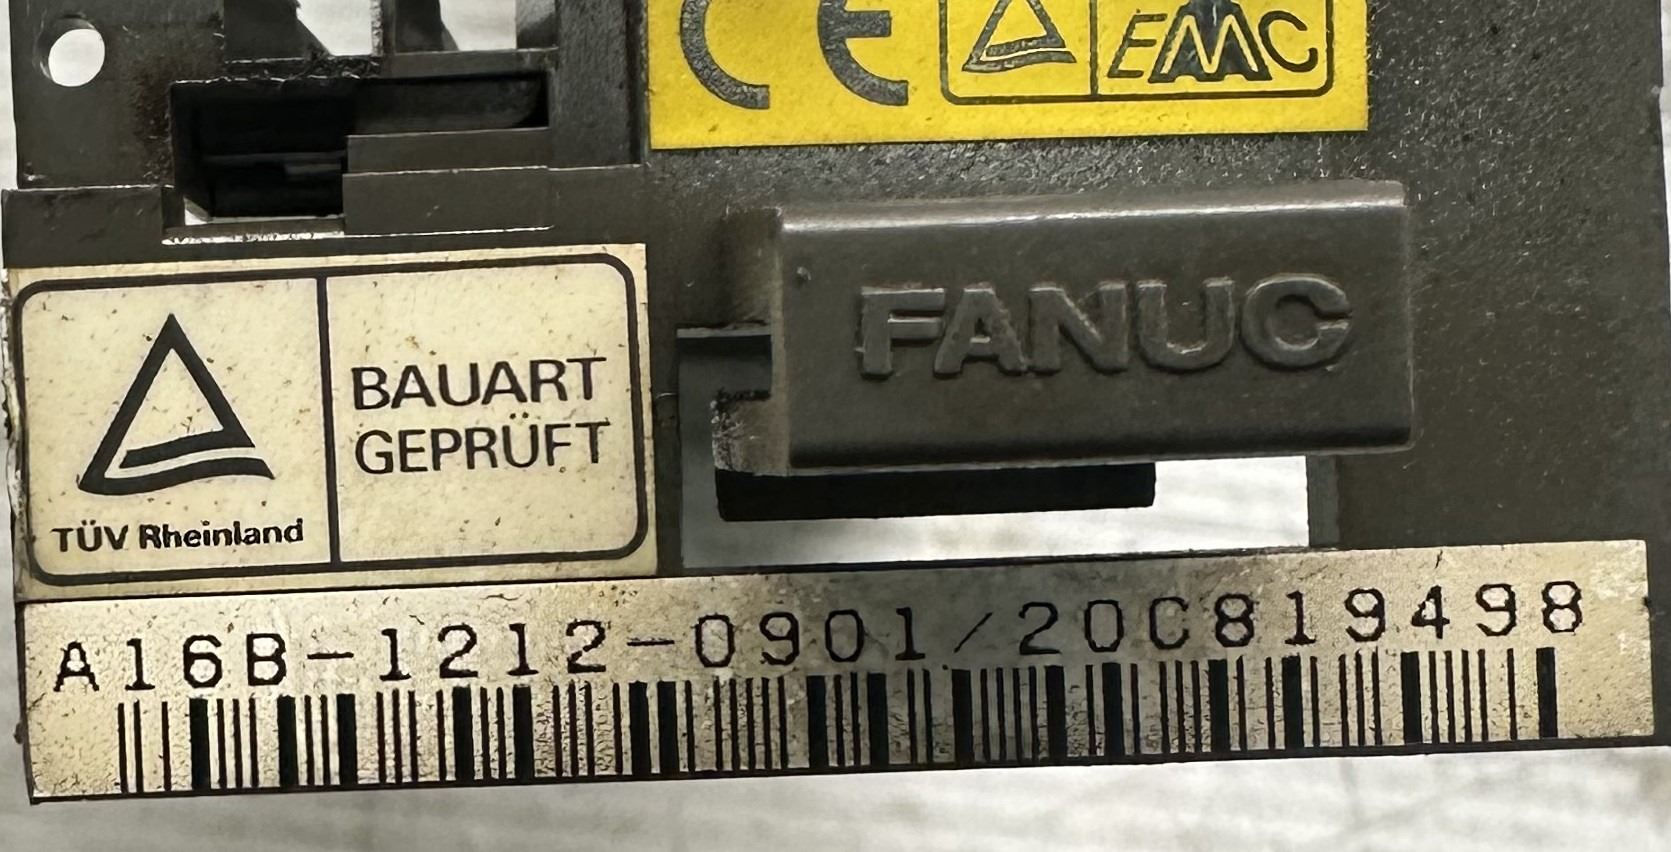 CE
EMC
FANUC
BAUART
GEPRÜFT
TÜV Rheinland
A16B-1212-0901/20C819498